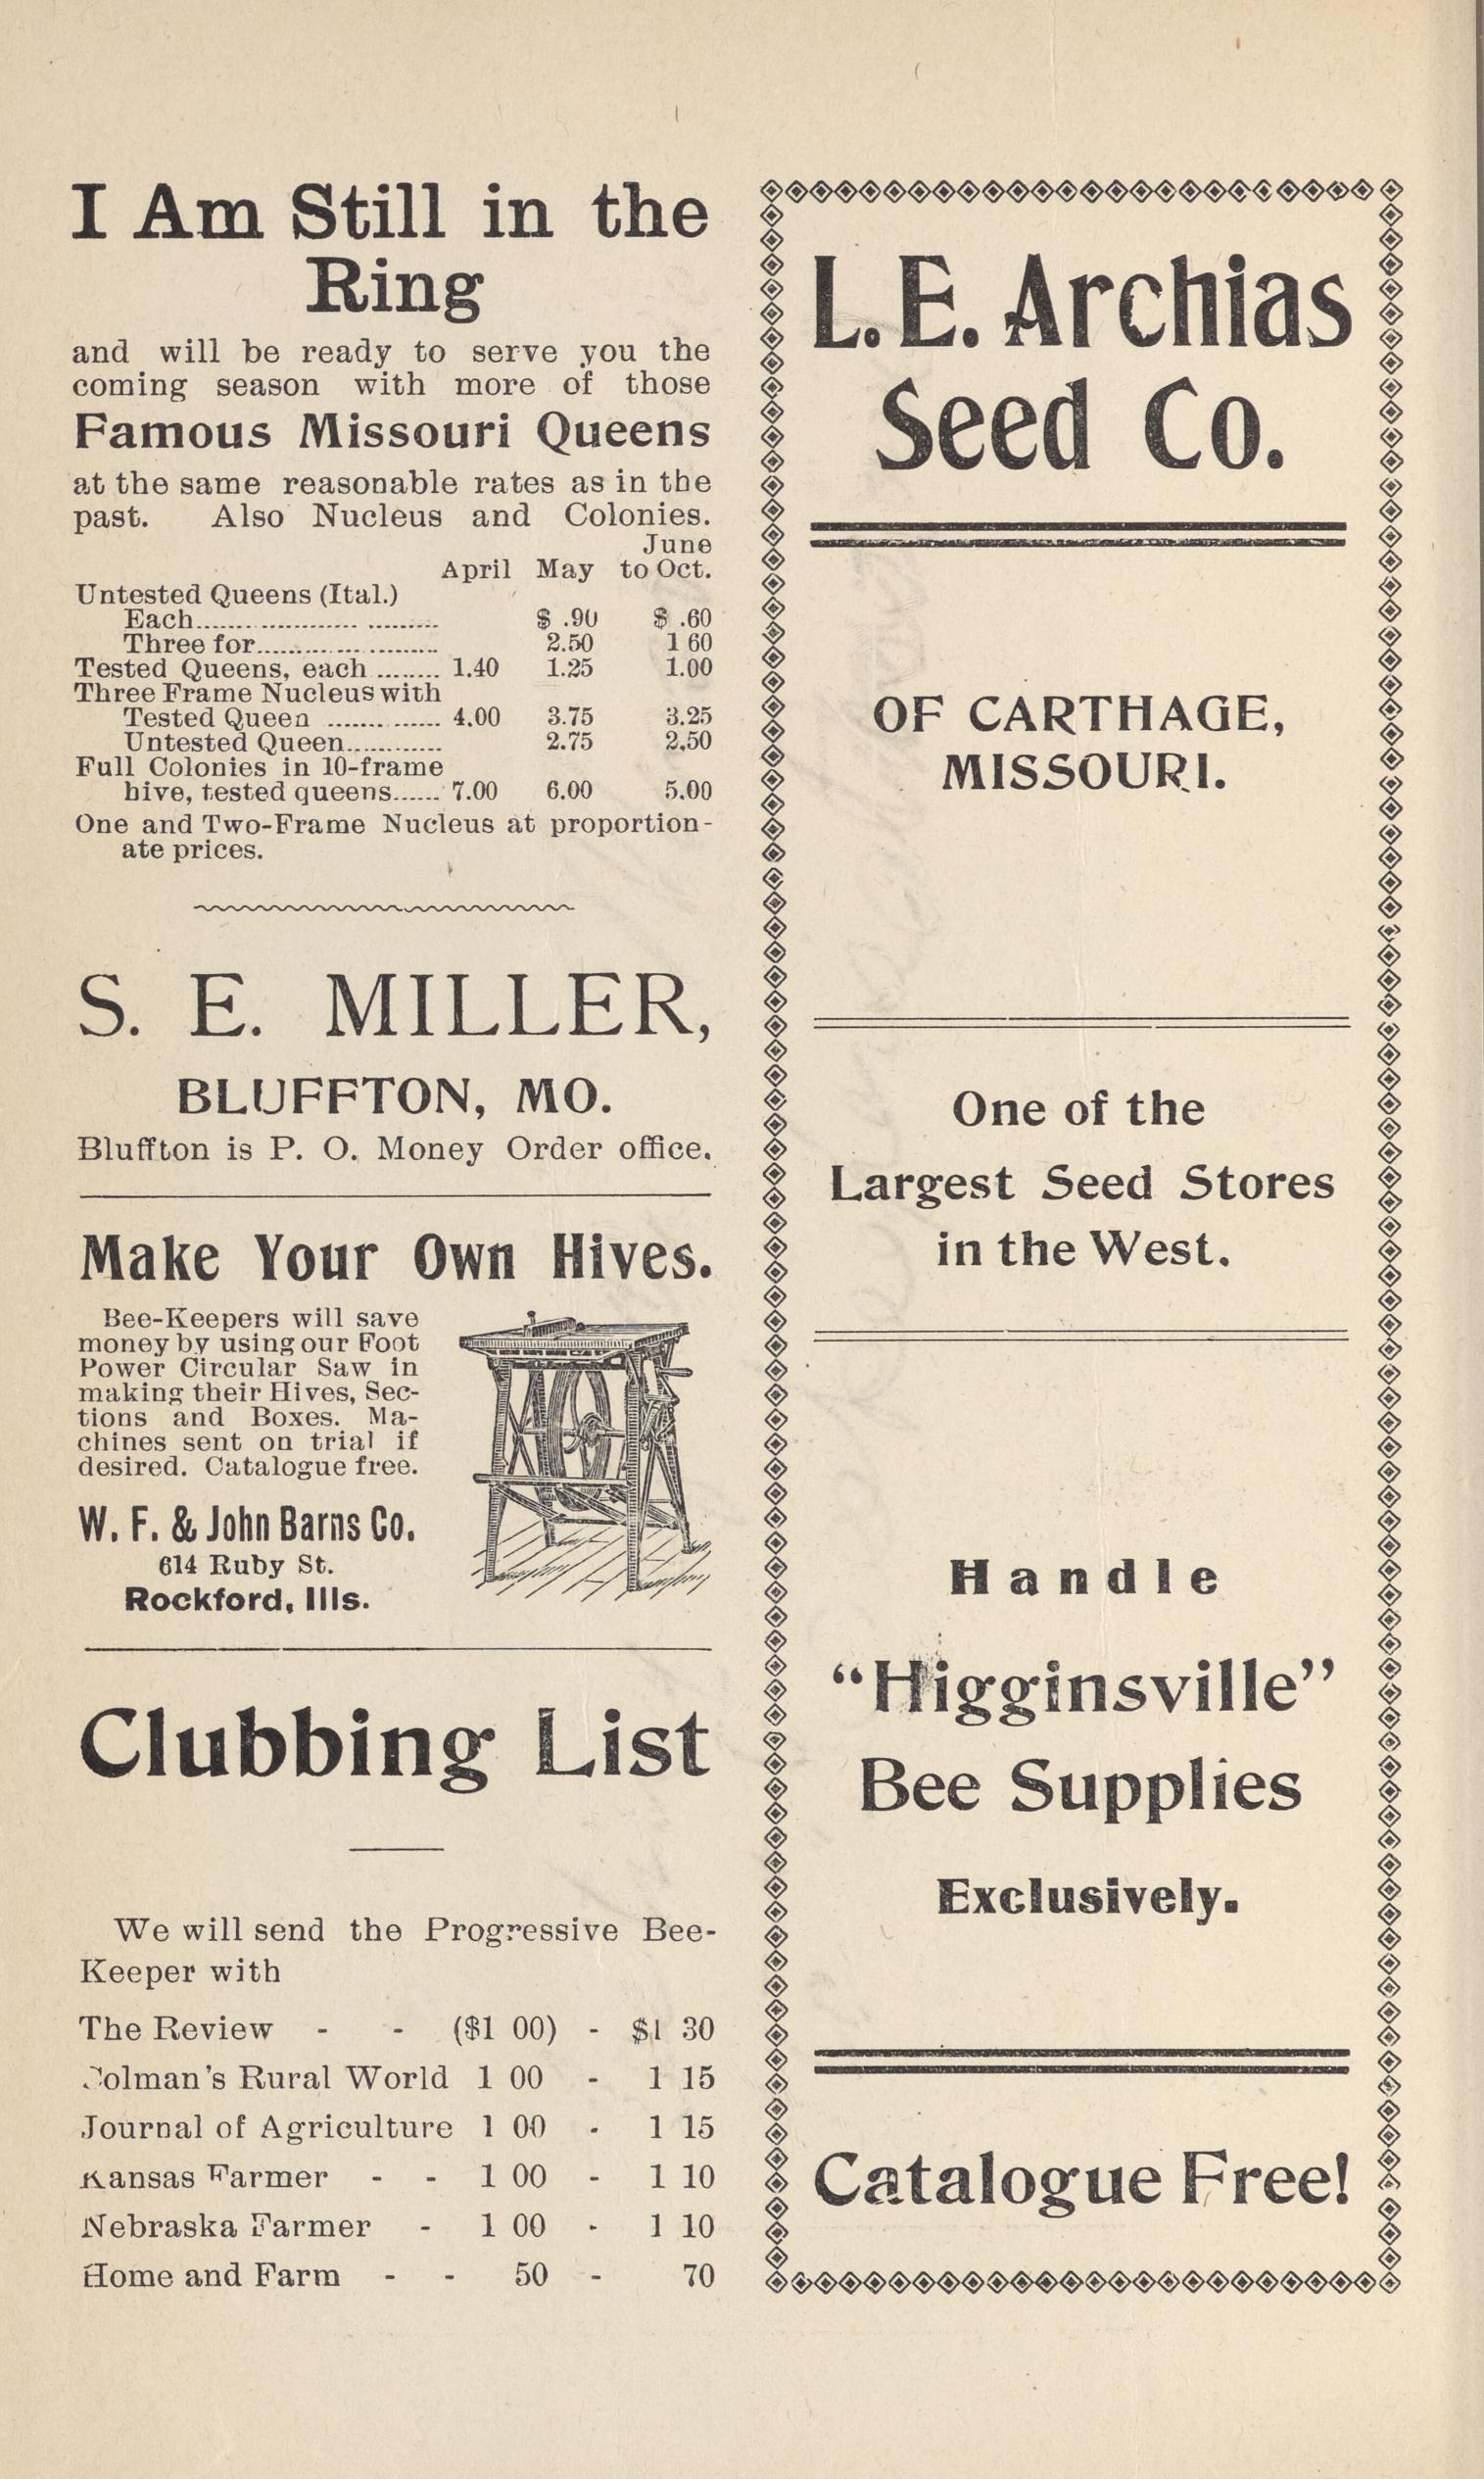 I Am Still in the
Ring
and will be ready to serve you the
coming season with more of those
Famous Missouri Queens
at the same reasonable rates as in the
past. Also Nucleus and Colonies.
June
April May to Oct.
Untested Queens (Ital.)
Each.................... ......... $ .90 $ .60
Three for......................... 2.50 1 60
Tested Queens, each ........ 1.40 1.25 1.00
Three Frame Nucleus with
Tested Queen .............. 4.00 3.75 3.25
Untested Queen............ 2.75 2.50
Full Colonies in 10-frame
hive, tested queens...... 7.00 6.00 5.00
One and Two-Frame Nucleus at proportion-
ate prices.
S. E. MILLER,
BLUFFTON, MO.
Bluffton is P. O. Money Order office.
Make Your Own Hives.
Bee-Keepers will save
money by using our Foot
Power Circular Saw in
making their Hives, Sec-
tions and Boxes. Ma-
chines sent on trial if
desired. Catalogue free.
W. F. & John Barns Co.
614 Ruby St.
Rockford, Ills.
Clubbing List
We will send the Progressive Bee-
Keeper with
The Review - - ($1 00) - $1 30
Colman's Rural World 1 00 - 1 15
Journal of Agriculture 1 00 - 1 15
Kansas Farmer - - 1 00 - 1 10
Nebraska Farmer - 1 00 - 1 10
Home and Farm - - 50 - 70
L. E. Archias
Seed Co.
OF CARTHAGE,
MISSOURI.
One of the
Largest Seed Stores
in the West.
Handle
“Higginsville”
Bee Supplies
Exclusively.
Catalogue Free!